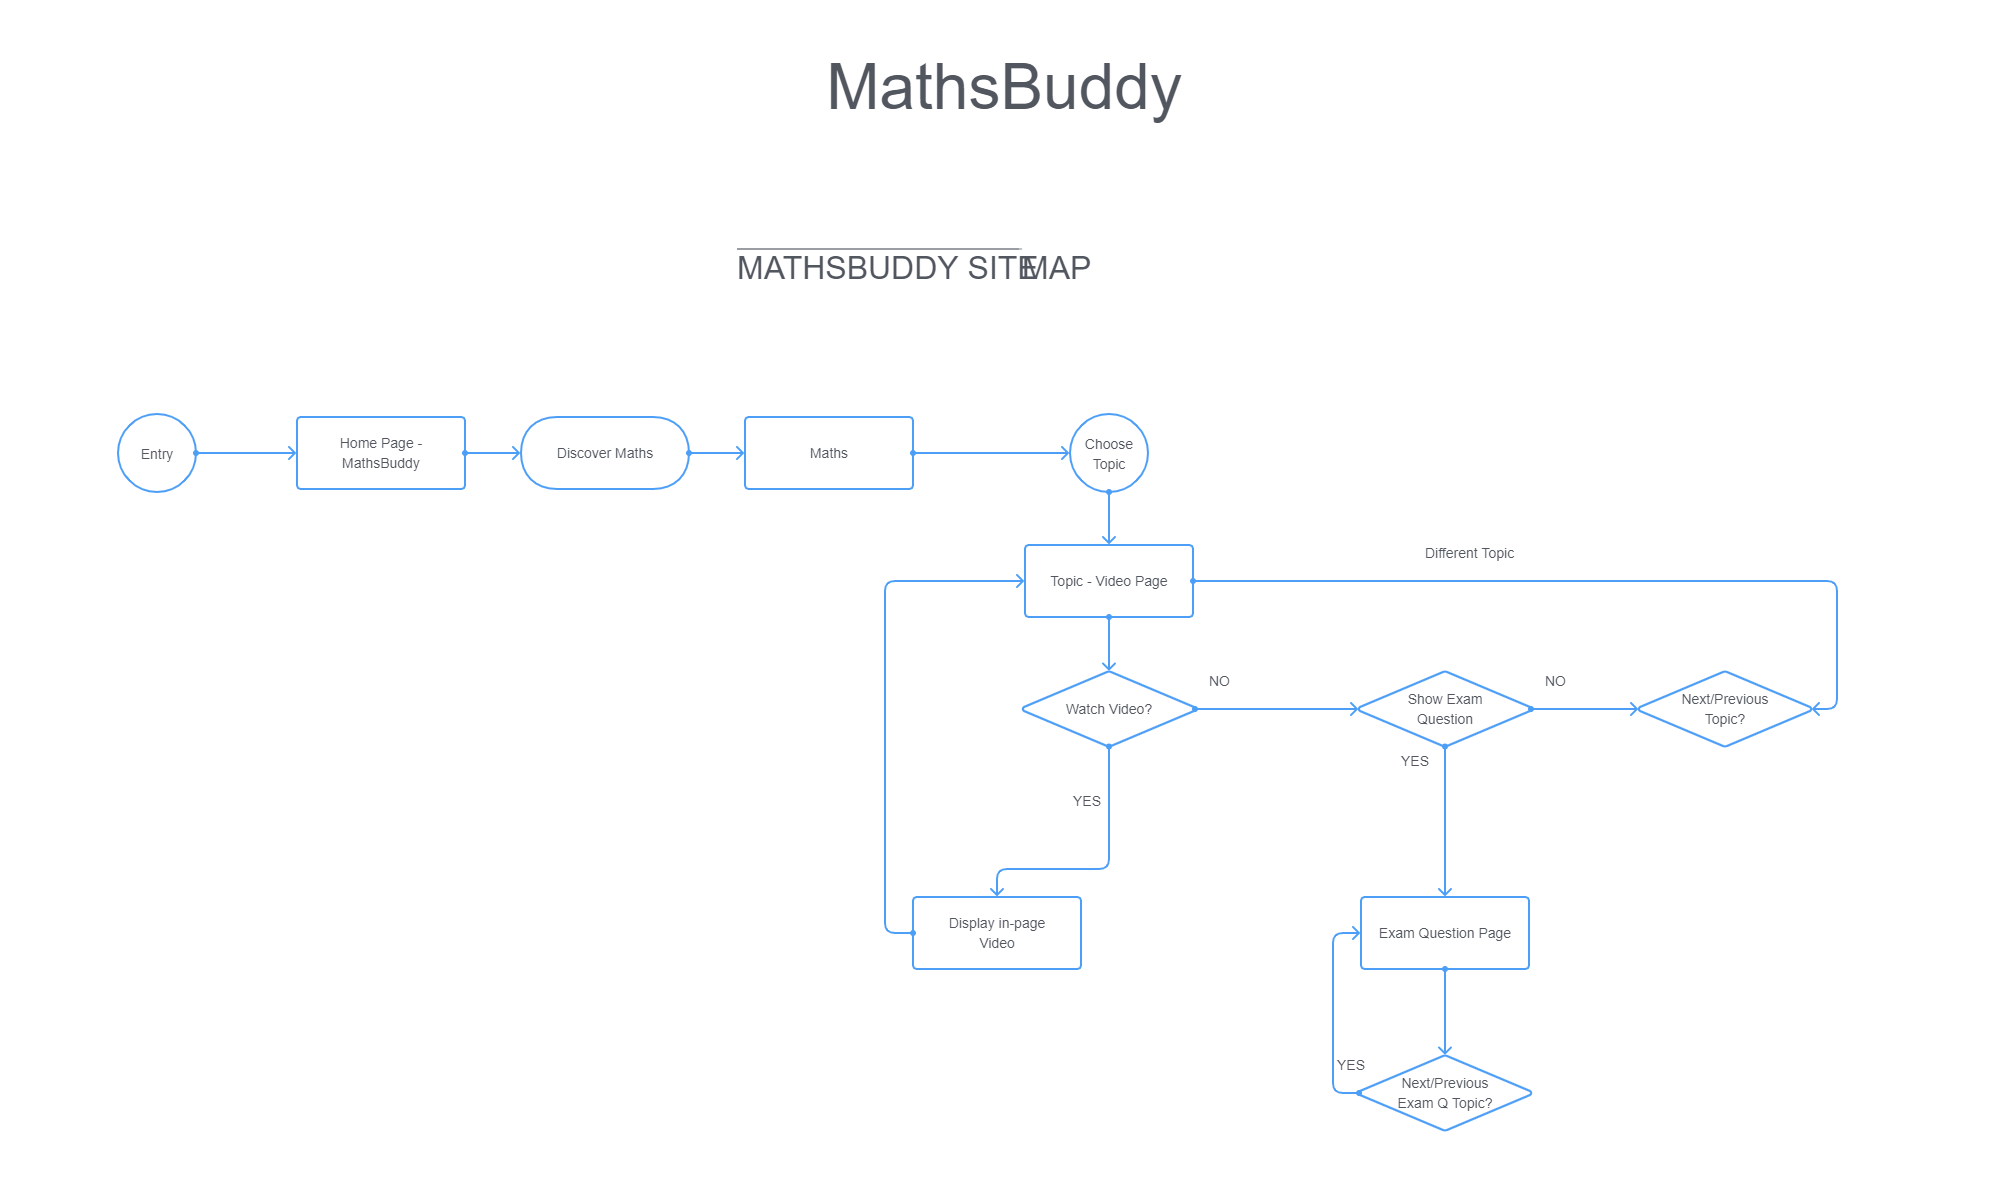 MathsBuddy
MATHSBUDDY SITEMAP
Entry
Home Page -
MathsBuddy
Discover Maths
Maths
Choose
Topic
Different Topic
Topic - Video Page
NO
NO
Watch Video?
Show Exam
Question
Next/Previous
Topic?
YES
YES
Display in-page
Video
Exam Question Page
YES
Next/Previous
Exam Q Topic?